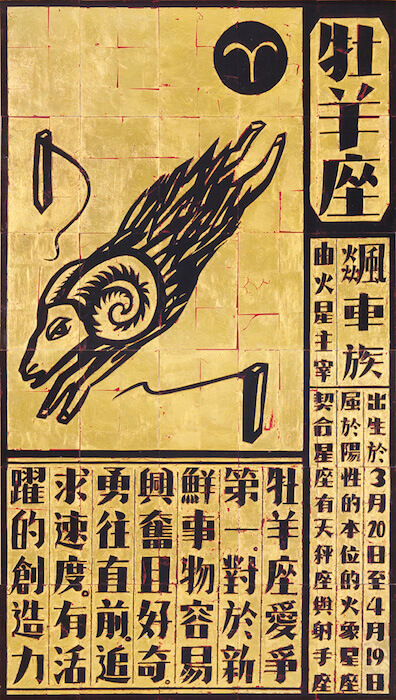 牡羊座
飇車族
由火星主宰
出生於3月20日至4月19日
属於陽性的本位的火象星座
契合星座有天秤座與射手座
牡羊座愛爭
第一。對於新
鮮事物容易
興奮日好奇。
勇往直前。追
求速度。有活
躍的創造力